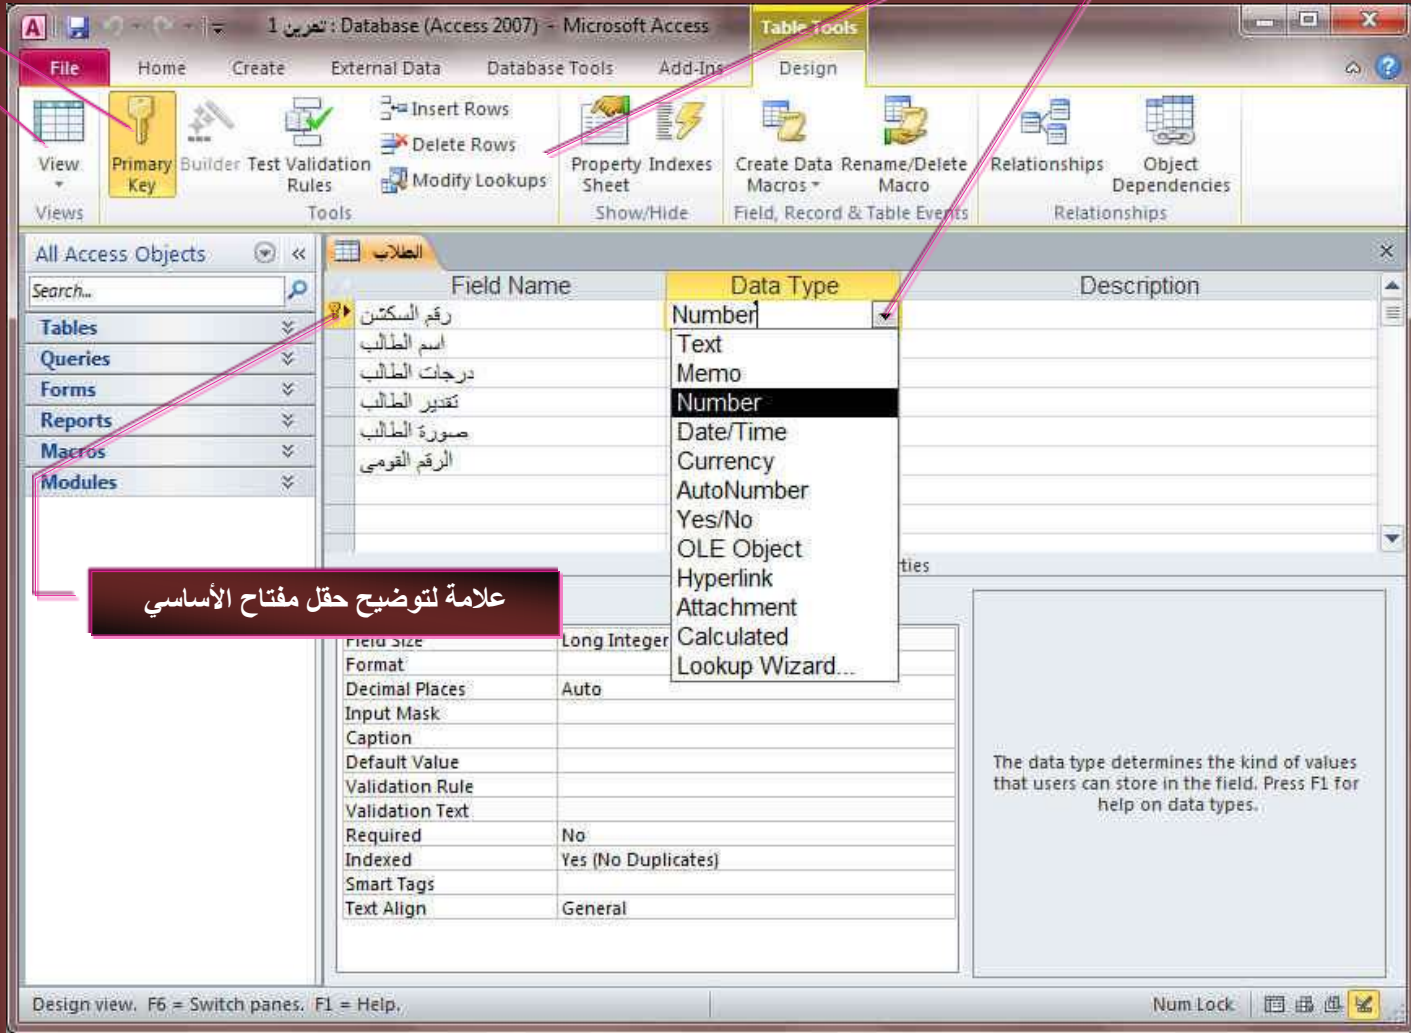 تمرين 1 : Database (Access 2007) - Microsoft Access
Table Tools
File Home Create External Data Database Tools Add-Ins Design
View
Primary Key
Builder
Test Validation Rules
Insert Rows
Delete Rows
Modify Lookups
Property Sheet
Indexes
Create Data Macros
Rename/Delete Macro
Relationships
Object Dependencies
Views
Tools
Show/Hide
Field, Record & Table Events
Relationships
All Access Objects
Search...
Tables
Queries
Forms
Reports
Macros
Modules
الطلاب
Field Name Data Type Description
رقم السكشن Number
اسم الطالب
درجات الطالب
تقدير الطالب
صورة الطالب
الرقم القومى
Text
Memo
Number
Date/Time
Currency
AutoNumber
Yes/No
OLE Object
Hyperlink
Attachment
Calculated
Lookup Wizard...
علامة لتوضيح حقل مفتاح الأساسي
Field Size Long Integer
Format
Decimal Places Auto
Input Mask
Caption
Default Value
Validation Rule
Validation Text
Required No
Indexed Yes (No Duplicates)
Smart Tags
Text Align General
The data type determines the kind of values
that users can store in the field. Press F1 for
help on data types.
Design view. F6 = Switch panes. F1 = Help.
Num Lock